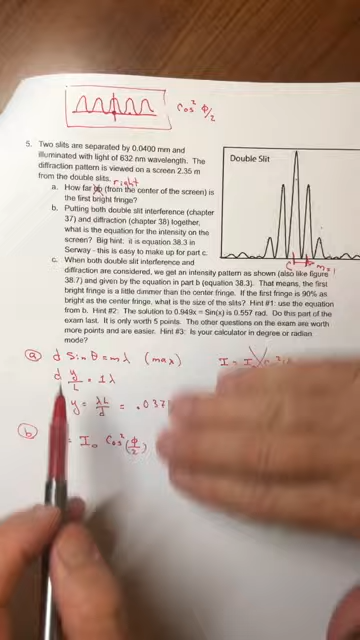 Cos² Φ/2
5. Two slits are separated by 0.0400 mm and
illuminated with light of 632 nm wavelength. The
diffraction pattern is viewed on a screen 2.35 m
from the double slits.
right
a. How far (from the center of the screen) is
the first bright fringe?
b. Putting both double slit interference (chapter
37) and diffraction (chapter 38) together,
what is the equation for the intensity on the
screen? Big hint: it is equation 38.3 in
Serway - this is easy to make up for part c.
Double Slit
C
m=1
c. When both double slit interference and
diffraction are considered, we get an intensity pattern as shown (also like figure
38.7) and given by the equation in part b (equation 38.3). That means, the first
bright fringe is a little dimmer than the center fringe. If the first fringe is 90% as
bright as the center fringe, what is the size of the slits? Hint #1: use the equation
from b. Hint #2: The solution to 0.949x = Sin(x) is 0.557 rad. Do this part of the
exam last. It is only worth 5 points. The other questions on the exam are worth
more points and are easier. Hint #3: Is your calculator in degree or radian
mode?
a d Sin θ = mλ (max)
d y/L = 1λ
y = λL/d = .037
b = I₀ Cos² (Φ/2)